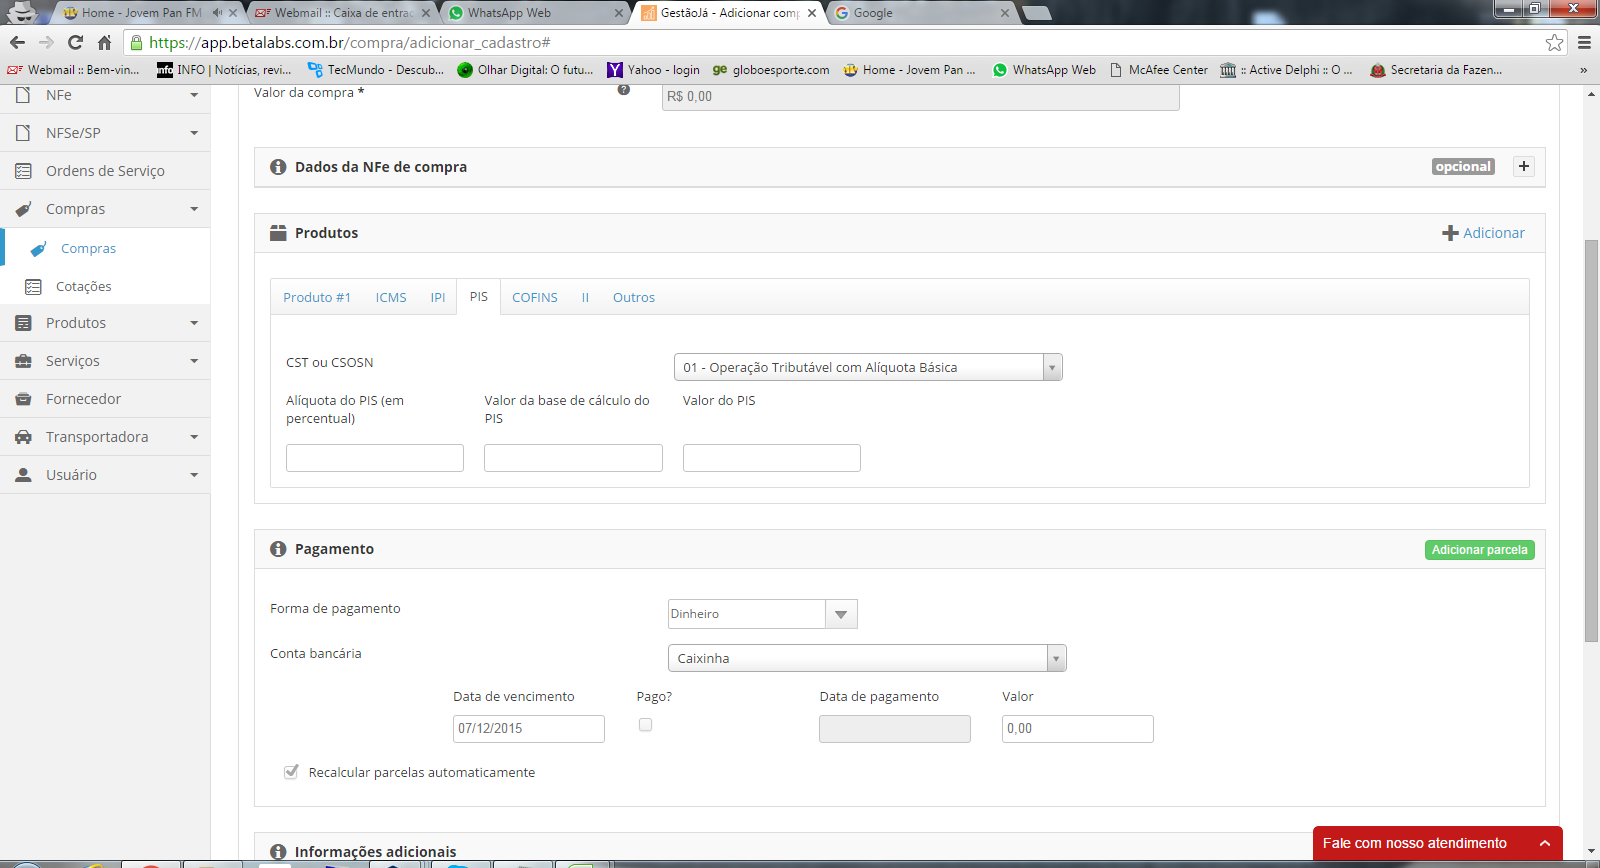 Home - Jovem Pan FM
Webmail :: Caixa de entrac
WhatsApp Web
GestãoJá - Adicionar comp
Google
https://app.betalabs.com.br/compra/adicionar_cadastro#
Webmail :: Bem-vin...
INFO | Notícias, revi...
TecMundo - Descub...
Olhar Digital: O futu...
Yahoo - login
globoesporte.com
Home - Jovem Pan ...
WhatsApp Web
McAfee Center
:: Active Delphi :: O ...
Secretaria da Fazen...
»
NFe
NFSe/SP
Ordens de Serviço
Compras
Compras
Cotações
Produtos
Serviços
Fornecedor
Transportadora
Usuário
Valor da compra *
R$ 0,00
Dados da NFe de compra
opcional
Produtos
Adicionar
Produto #1 ICMS IPI PIS COFINS II Outros
CST ou CSOSN
01 - Operação Tributável com Alíquota Básica
Alíquota do PIS (em
percentual)
Valor da base de cálculo do
PIS
Valor do PIS
Pagamento
Adicionar parcela
Forma de pagamento
Dinheiro
Conta bancária
Caixinha
Data de vencimento Pago? Data de pagamento Valor
07/12/2015
0,00
Recalcular parcelas automaticamente
Informações adicionais
Fale com nosso atendimento